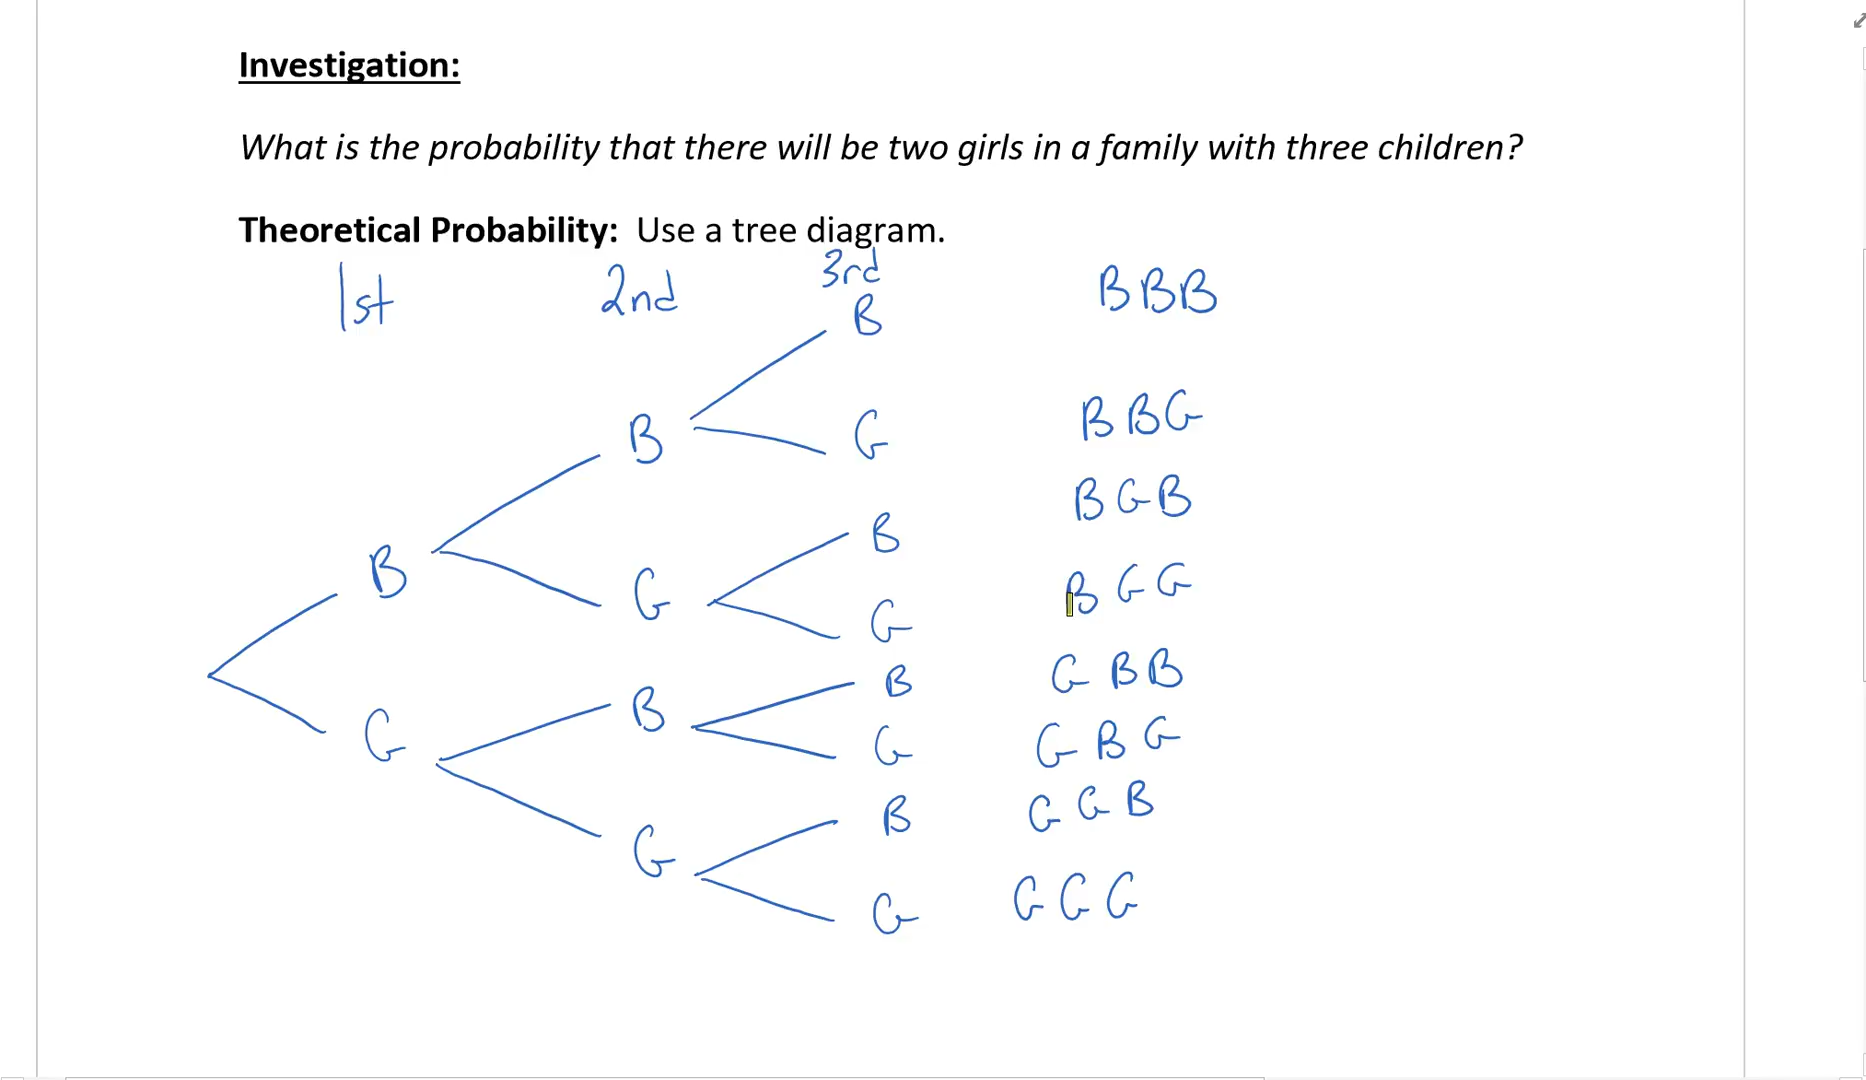 Investigation:
What is the probability that there will be two girls in a family with three children?
Theoretical Probability: Use a tree diagram.
1st 2nd 3rd
B BBB
B G BBG
B BGB
B G G BGG
B B GBB
G G GBG
B GGB
G G GGG